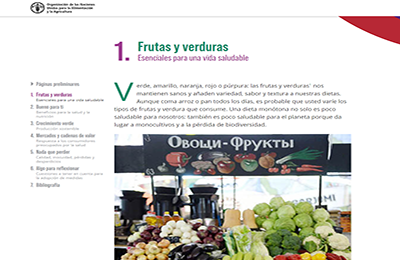 Organización de las Naciones
Unidas para la Alimentación
y la Agricultura
1. Frutas y verduras
Esenciales para una vida saludable
Páginas preliminares
1. Frutas y verduras
Esenciales para una vida saludable
2. Bueno para ti
Beneficios para la salud y la
nutrición
3. Crecimiento verde
Producción sostenible
4. Mercados y cadenas de valor
Respuesta a los consumidores
preocupados por la salud
5. Nada que perder
Calidad, inocuidad, pérdidas y
desperdicios
6. Algo para reflexionar
Cuestiones a tener en cuenta para
la adopción de medidas
7. Bibliografía
Verde, amarillo, naranja, rojo o púrpura: las frutas y verduras¹ nos
mantienen sanos y añaden variedad, sabor y textura a nuestras dietas.
Aunque coma arroz o pan todos los días, es probable que usted varíe los
tipos de frutas y verdura que consume. Una dieta monótona no solo es poco
saludable para nosotros: también es poco saludable para el planeta porque da
lugar a monocultivos y a la pérdida de biodiversidad.
Овощи-Фрукты